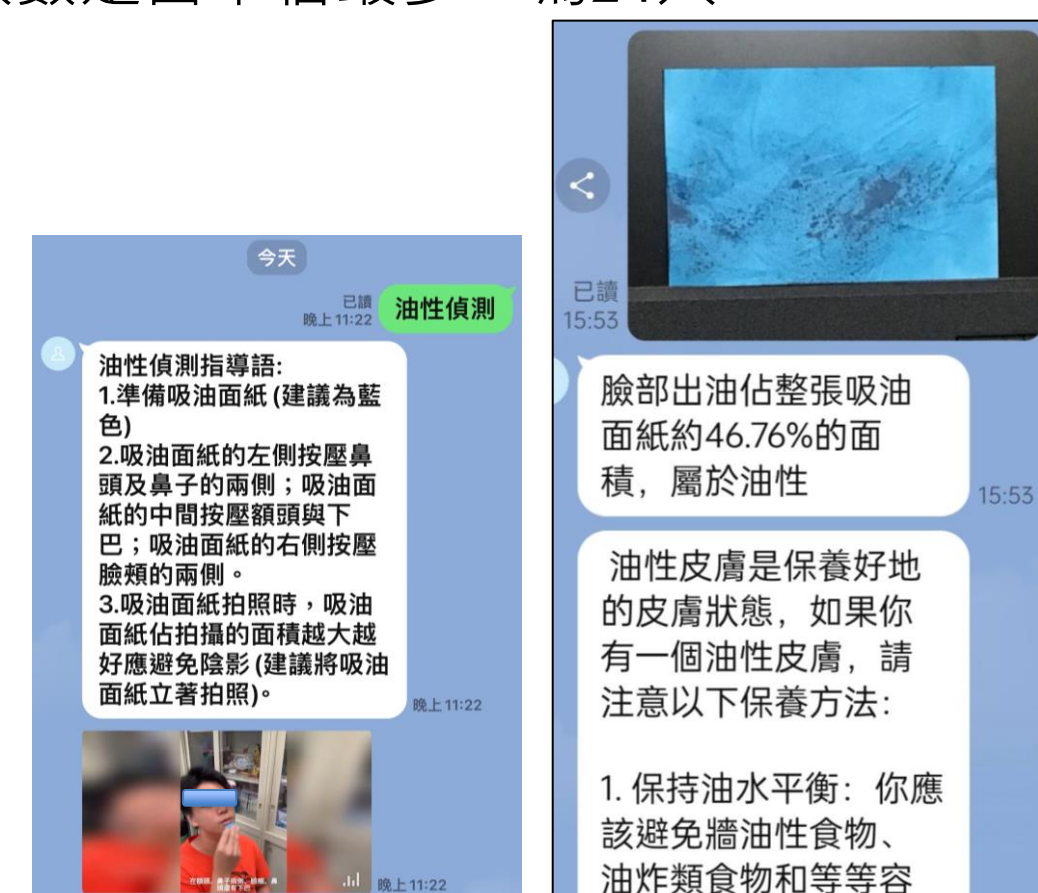 今天
已讀
晚上 11:22
油性偵測
油性偵測指導語:
1.準備吸油面紙 (建議為藍
色)
2.吸油面紙的左側按壓鼻
頭及鼻子的兩側；吸油面
紙的中間按壓額頭與下
巴；吸油面紙的右側按壓
臉頰的兩側。
3.吸油面紙拍照時，吸油
面紙佔拍攝的面積越大越
好應避免陰影 (建議將吸油
面紙立著拍照)。
晚上 11:22
晚上 11:22
已讀
15:53
臉部出油佔整張吸油
面紙約46.76%的面
積，屬於油性
15:53
油性皮膚是保養好地
的皮膚狀態，如果你
有一個油性皮膚，請
注意以下保養方法：
1. 保持油水平衡：你應
該避免牆油性食物、
油炸類食物和等等容